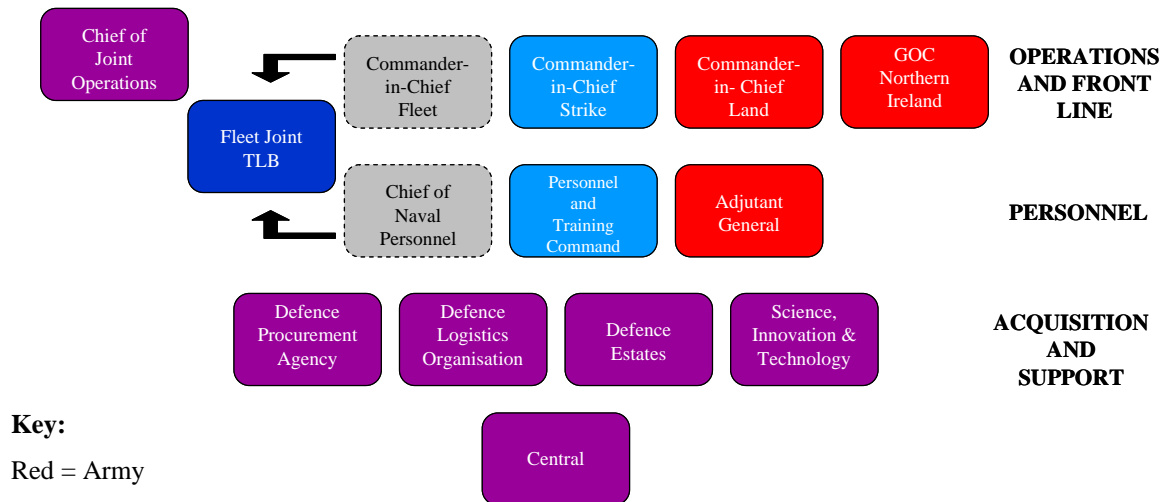 Chief of
Joint
Operations
Commander-
in-Chief
Fleet
Commander-
in-Chief
Strike
Commander-
in- Chief
Land
GOC
Northern
Ireland
OPERATIONS
AND FRONT
LINE
Fleet Joint
TLB
Chief of
Naval
Personnel
Personnel
and
Training
Command
Adjutant
General
PERSONNEL
Defence
Procurement
Agency
Defence
Logistics
Organisation
Defence
Estates
Science,
Innovation &
Technology
ACQUISITION
AND
SUPPORT
Key:
Red = Army
Central